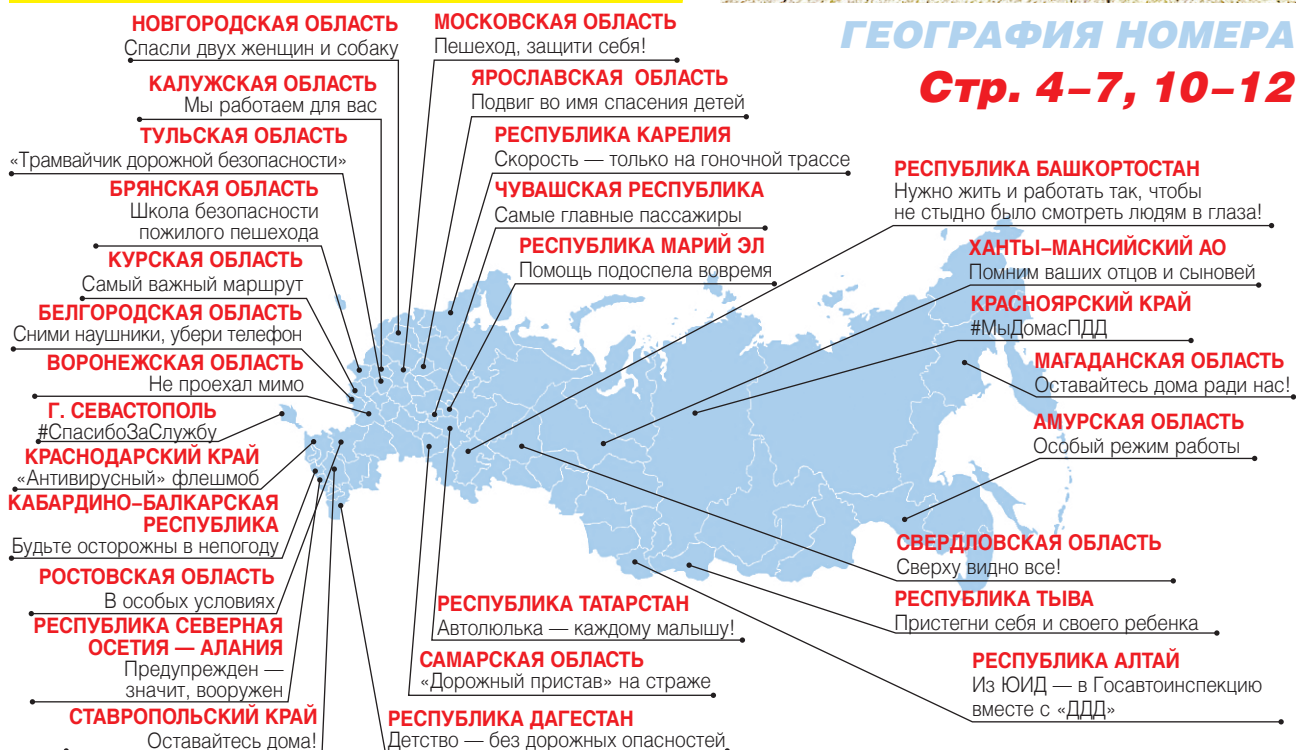 ГЕОГРАФИЯ НОМЕРА
Стр. 4–7, 10–12
НОВГОРОДСКАЯ ОБЛАСТЬ
Спасли двух женщин и собаку
КАЛУЖСКАЯ ОБЛАСТЬ
Мы работаем для вас
ТУЛЬСКАЯ ОБЛАСТЬ
«Трамвайчик дорожной безопасности»
БРЯНСКАЯ ОБЛАСТЬ
Школа безопасности
пожилого пешехода
КУРСКАЯ ОБЛАСТЬ
Самый важный маршрут
БЕЛГОРОДСКАЯ ОБЛАСТЬ
Сними наушники, убери телефон
ВОРОНЕЖСКАЯ ОБЛАСТЬ
Не проехал мимо
Г. СЕВАСТОПОЛЬ
#СпасибоЗаСлужбу
КРАСНОДАРСКИЙ КРАЙ
«Антивирусный» флешмоб
КАБАРДИНО–БАЛКАРСКАЯ
РЕСПУБЛИКА
Будьте осторожны в непогоду
РОСТОВСКАЯ ОБЛАСТЬ
В особых условиях
РЕСПУБЛИКА СЕВЕРНАЯ
ОСЕТИЯ — АЛАНИЯ
Предупрежден —
значит, вооружен
СТАВРОПОЛЬСКИЙ КРАЙ
Оставайтесь дома!
МОСКОВСКАЯ ОБЛАСТЬ
Пешеход, защити себя!
ЯРОСЛАВСКАЯ ОБЛАСТЬ
Подвиг во имя спасения детей
РЕСПУБЛИКА КАРЕЛИЯ
Скорость — только на гоночной трассе
ЧУВАШСКАЯ РЕСПУБЛИКА
Самые главные пассажиры
РЕСПУБЛИКА МАРИЙ ЭЛ
Помощь подоспела вовремя
РЕСПУБЛИКА ТАТАРСТАН
Автолюлька — каждому малышу!
САМАРСКАЯ ОБЛАСТЬ
«Дорожный пристав» на страже
РЕСПУБЛИКА ДАГЕСТАН
Детство — без дорожных опасностей
РЕСПУБЛИКА БАШКОРТОСТАН
Нужно жить и работать так, чтобы
не стыдно было смотреть людям в глаза!
ХАНТЫ–МАНСИЙСКИЙ АО
Помним ваших отцов и сыновей
КРАСНОЯРСКИЙ КРАЙ
#МыДомасПДД
МАГАДАНСКАЯ ОБЛАСТЬ
Оставайтесь дома ради нас!
АМУРСКАЯ ОБЛАСТЬ
Особый режим работы
СВЕРДЛОВСКАЯ ОБЛАСТЬ
Сверху видно все!
РЕСПУБЛИКА ТЫВА
Пристегни себя и своего ребенка
РЕСПУБЛИКА АЛТАЙ
Из ЮИД — в Госавтоинспекцию
вместе с «ДДД»